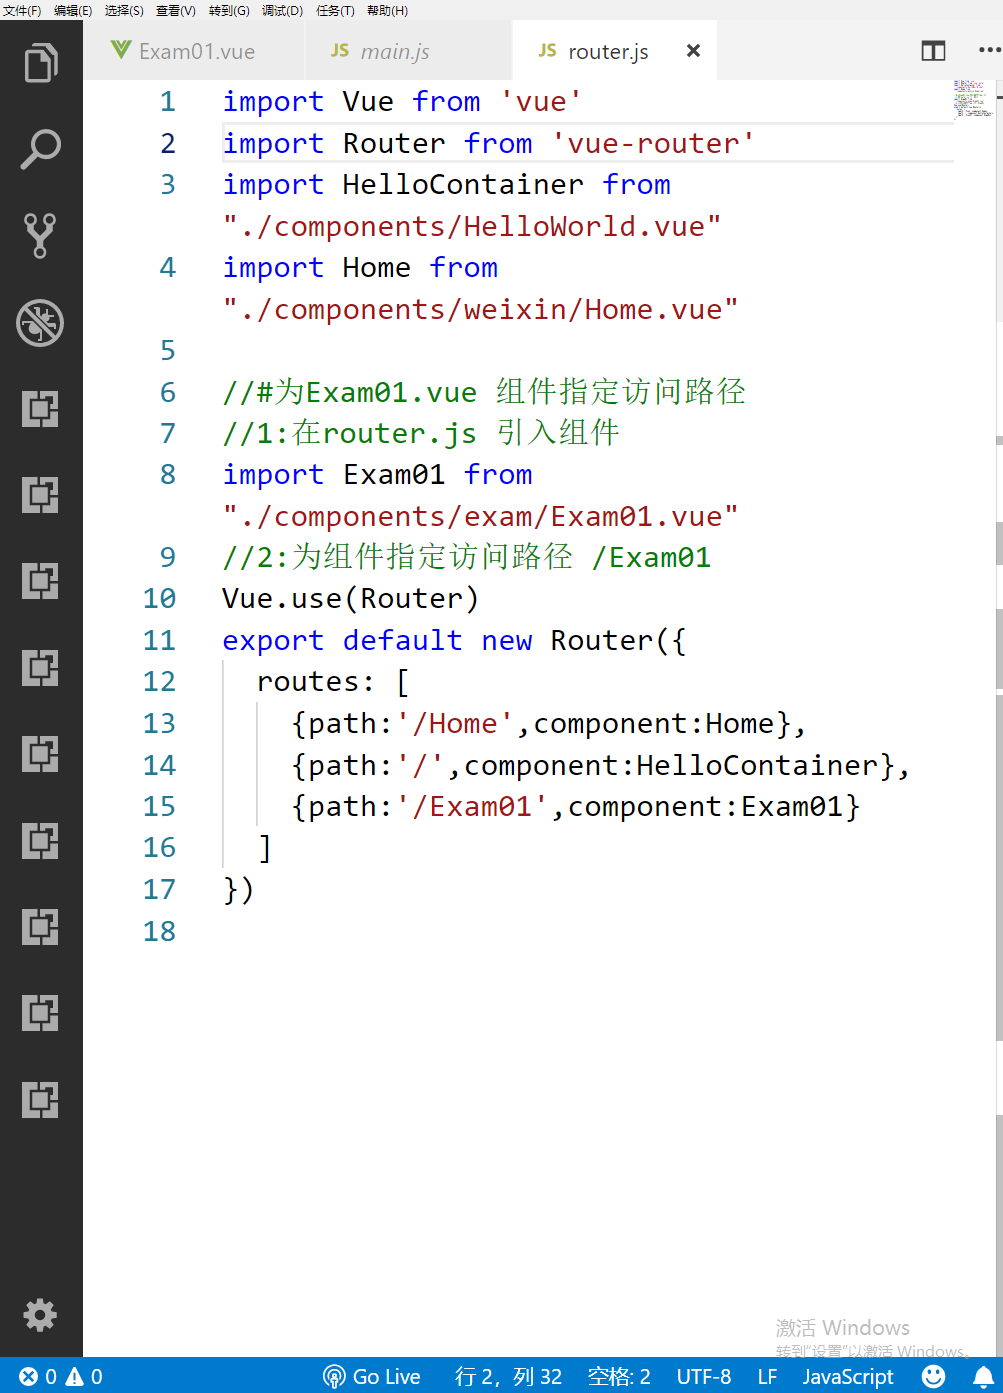 文件(F) 编辑(E) 选择(S) 查看(V) 转到(G) 调试(D) 任务(T) 帮助(H)
Exam01.vue JS main.js JS router.js
1 import Vue from 'vue'
2 import Router from 'vue-router'
3 import HelloContainer from
"./components/HelloWorld.vue"
4 import Home from
"./components/weixin/Home.vue"
5
6 //#为Exam01.vue 组件指定访问路径
7 //1:在router.js 引入组件
8 import Exam01 from
"./components/exam/Exam01.vue"
9 //2:为组件指定访问路径 /Exam01
10 Vue.use(Router)
11 export default new Router({
12 routes: [
13 {path:'/Home',component:Home},
14 {path:'/',component:HelloContainer},
15 {path:'/Exam01',component:Exam01}
16 ]
17 })
18
激活 Windows
转到"设置"以激活 Windows。
0 0 Go Live 行 2，列 32 空格: 2 UTF-8 LF JavaScript